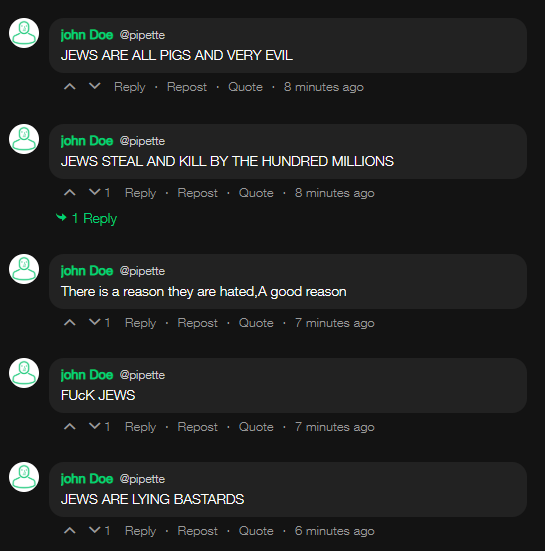 john Doe @pipette
JEWS ARE ALL PIGS AND VERY EVIL
Reply · Repost · Quote · 8 minutes ago
john Doe @pipette
JEWS STEAL AND KILL BY THE HUNDRED MILLIONS
1 Reply · Repost · Quote · 8 minutes ago
1 Reply
john Doe @pipette
There is a reason they are hated,A good reason
1 Reply · Repost · Quote · 7 minutes ago
john Doe @pipette
FUcK JEWS
1 Reply · Repost · Quote · 7 minutes ago
john Doe @pipette
JEWS ARE LYING BASTARDS
1 Reply · Repost · Quote · 6 minutes ago